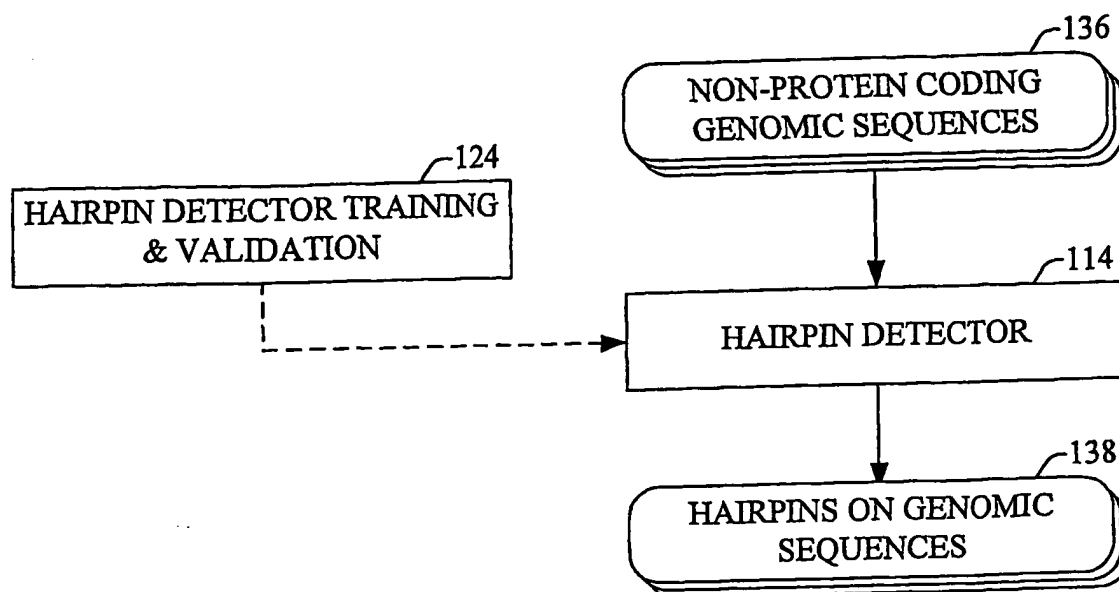 136
NON-PROTEIN CODING
GENOMIC SEQUENCES
124
HAIRPIN DETECTOR TRAINING
& VALIDATION
114
HAIRPIN DETECTOR
138
HAIRPINS ON GENOMIC
SEQUENCES